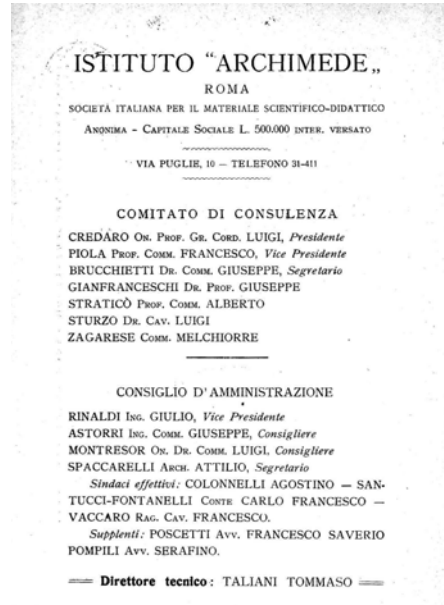 ISTITUTO “ARCHIMEDE„
ROMA
SOCIETÀ ITALIANA PER IL MATERIALE SCIENTIFICO-DIDATTICO
ANONIMA - CAPITALE SOCIALE L. 500.000 INTER. VERSATO
VIA PUGLIE, 10 — TELEFONO 31-411
COMITATO DI CONSULENZA
CREDARO ON. PROF. GR. CORD. LUIGI, Presidente
PIOLA PROF. COMM. FRANCESCO, Vice Presidente
BRUCCHIETTI DR. COMM. GIUSEPPE, Segretario
GIANFRANCESCHI DR. PROF. GIUSEPPE
STRATICÒ PROF. COMM. ALBERTO
STURZO DR. CAV. LUIGI
ZAGARESE COMM. MELCHIORRE
CONSIGLIO D'AMMINISTRAZIONE
RINALDI ING. GIULIO, Vice Presidente
ASTORRI ING. COMM. GIUSEPPE, Consigliere
MONTRESOR ON. DR. COMM. LUIGI, Consigliere
SPACCARELLI ARCH. ATTILIO, Segretario
Sindaci effettivi: COLONNELLI AGOSTINO — SAN-
TUCCI-FONTANELLI CONTE CARLO FRANCESCO —
VACCARO RAG. CAV. FRANCESCO.
Supplenti: POSCETTI AVV. FRANCESCO SAVERIO
POMPILI AVV. SERAFINO.
Direttore tecnico: TALIANI TOMMASO